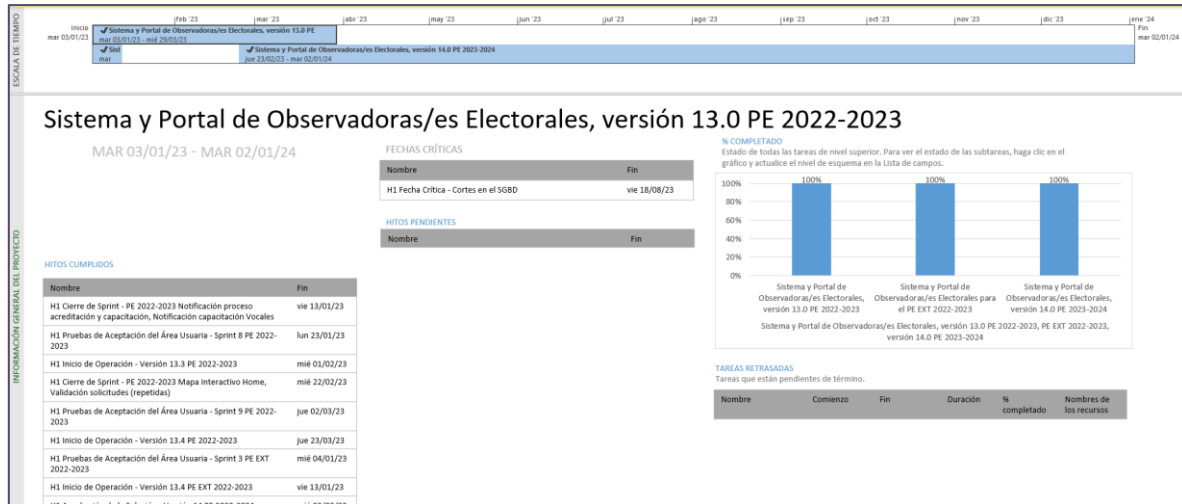 ESCALA DE TIEMPO
Inicio
mar 03/01/23
feb '23
mar '23
abr '23
may '23
jun '23
jul '23
ago '23
sep '23
oct '23
nov '23
dic '23
ene '24
Fin
mar 02/01/24
Sistema y Portal de Observadoras/es Electorales, versión 13.0 PE
mar 03/01/23 - mié 29/03/23
Sist
mar
Sistema y Portal de Observadoras/es Electorales, versión 14.0 PE 2023-2024
jue 23/02/23 - mar 02/01/24
INFORMACIÓN GENERAL DEL PROYECTO
Sistema y Portal de Observadoras/es Electorales, versión 13.0 PE 2022-2023
MAR 03/01/23 - MAR 02/01/24
HITOS CUMPLIDOS
Nombre Fin
H1 Cierre de Sprint - PE 2022-2023 Notificación proceso vie 13/01/23
acreditación y capacitación, Notificación capacitación Vocales
H1 Pruebas de Aceptación del Área Usuaria - Sprint 8 PE 2022- lun 23/01/23
2023
H1 Inicio de Operación - Versión 13.3 PE 2022-2023 mié 01/02/23
H1 Cierre de Sprint - PE 2022-2023 Mapa Interactivo Home, mié 22/02/23
Validación solicitudes (repetidas)
H1 Pruebas de Aceptación del Área Usuaria - Sprint 9 PE 2022- jue 02/03/23
2023
H1 Inicio de Operación - Versión 13.4 PE 2022-2023 jue 23/03/23
H1 Pruebas de Aceptación del Área Usuaria - Sprint 3 PE EXT mié 04/01/23
2022-2023
H1 Inicio de Operación - Versión 13.4 PE EXT 2022-2023 vie 13/01/23
FECHAS CRÍTICAS
Nombre Fin
H1 Fecha Crítica - Cortes en el SGBD vie 18/08/23
HITOS PENDIENTES
Nombre Fin
% COMPLETADO
Estado de todas las tareas de nivel superior. Para ver el estado de las subtareas, haga clic en el
gráfico y actualice el nivel de esquema en la Lista de campos.
100% 100% 100%
100%
80%
60%
40%
20%
0%
Sistema y Portal de
Observadoras/es Electorales,
versión 13.0 PE 2022-2023
Sistema y Portal de
Observadoras/es Electorales para
el PE EXT 2022-2023
Sistema y Portal de
Observadoras/es Electorales,
versión 14.0 PE 2023-2024
Sistema y Portal de Observadoras/es Electorales, versión 13.0 PE 2022-2023, PE EXT 2022-2023,
versión 14.0 PE 2023-2024
TAREAS RETRASADAS
Tareas que están pendientes de término.
Nombre Comienzo Fin Duración % completado Nombres de los recursos